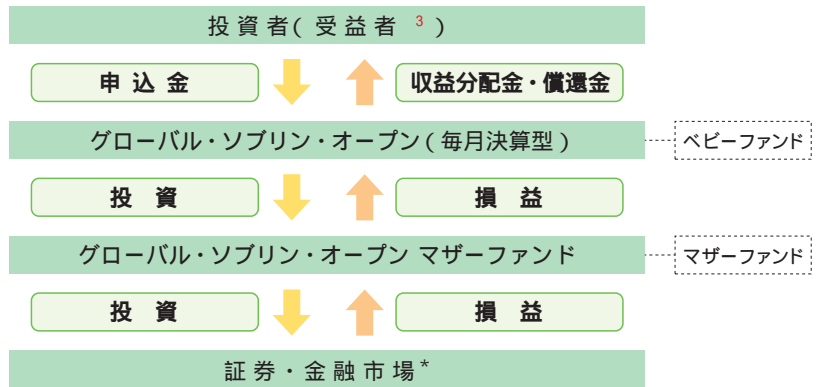 投資者(受益者 3)
申込金 収益分配金・償還金
グローバル・ソブリン・オープン(毎月決算型) ベビーファンド
投資 損益
グローバル・ソブリン・オープン マザーファンド マザーファンド
投資 損益
証券・金融市場*